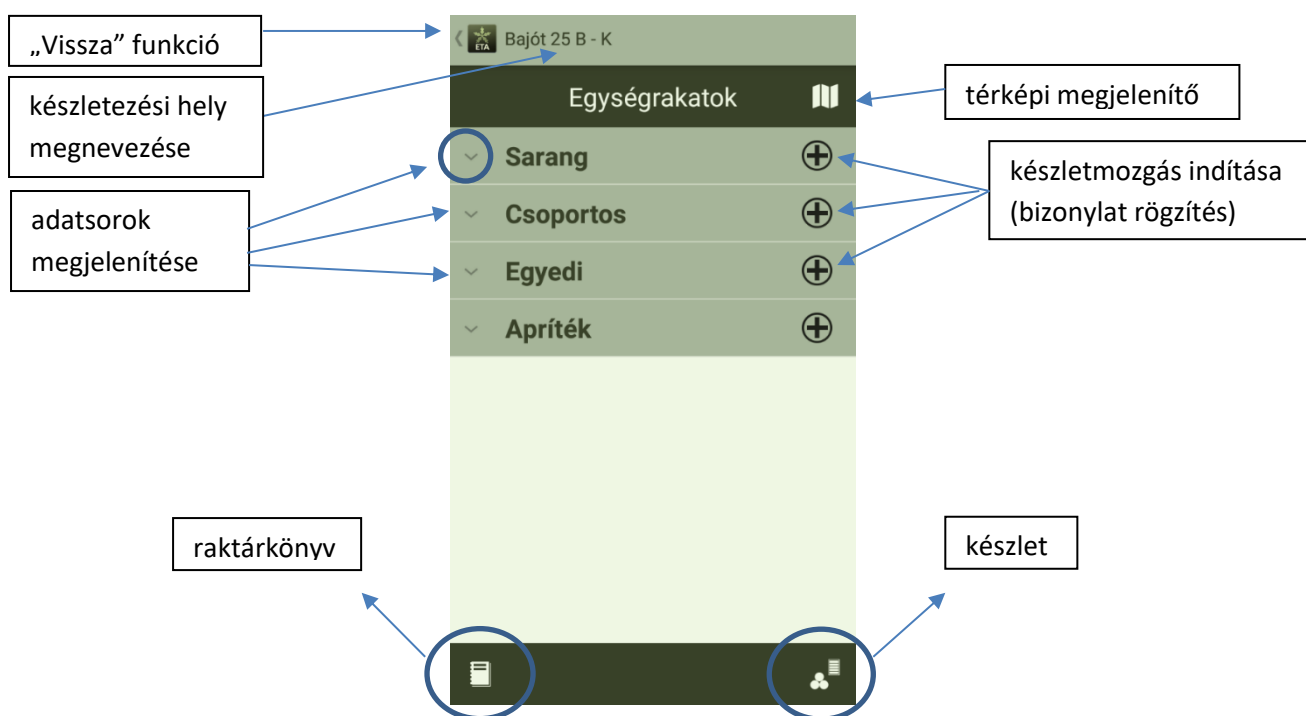 „Vissza” funkció
készletezési hely
megnevezése
adatsorok
megjelenítése
ETA
Bajót 25 B - K
Egységrakatok
Sarang
Csoportos
Egyedi
Apríték
térképi megjelenítő
készletmozgás indítása
(bizonylat rögzítés)
raktárkönyv
készlet